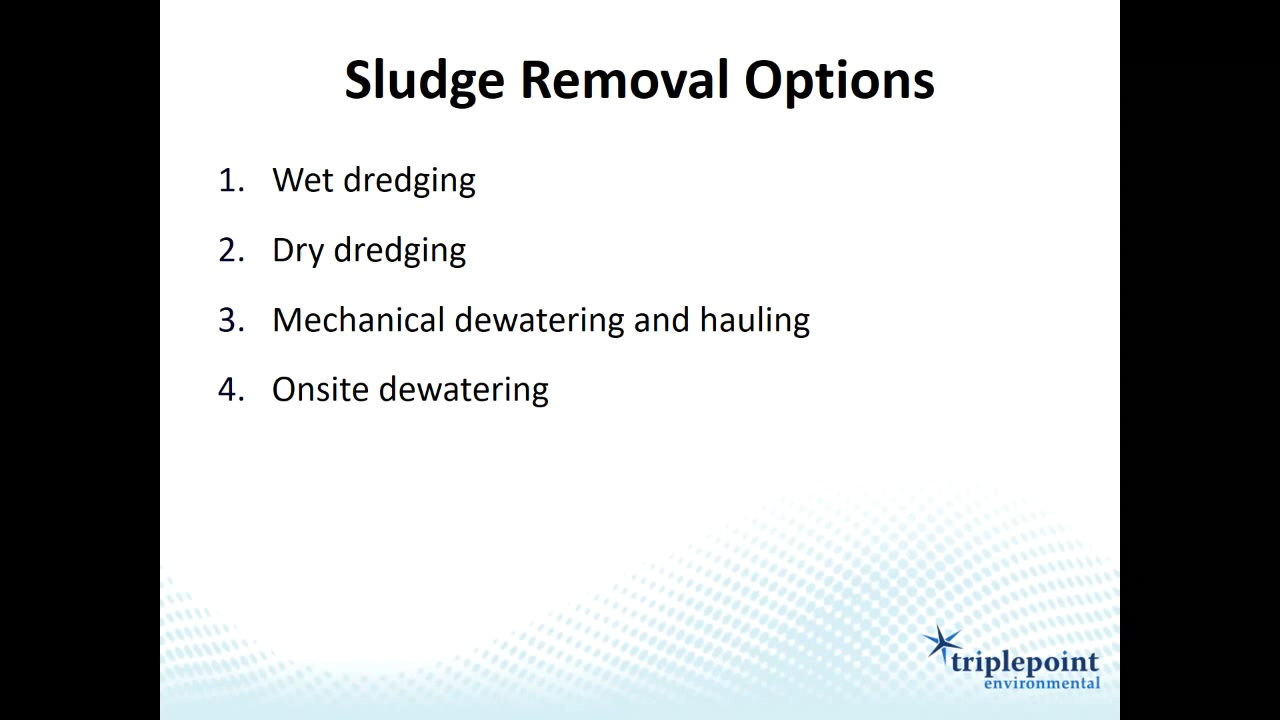 Sludge Removal Options
1. Wet dredging
2. Dry dredging
3. Mechanical dewatering and hauling
4. Onsite dewatering
triplepoint
environmental